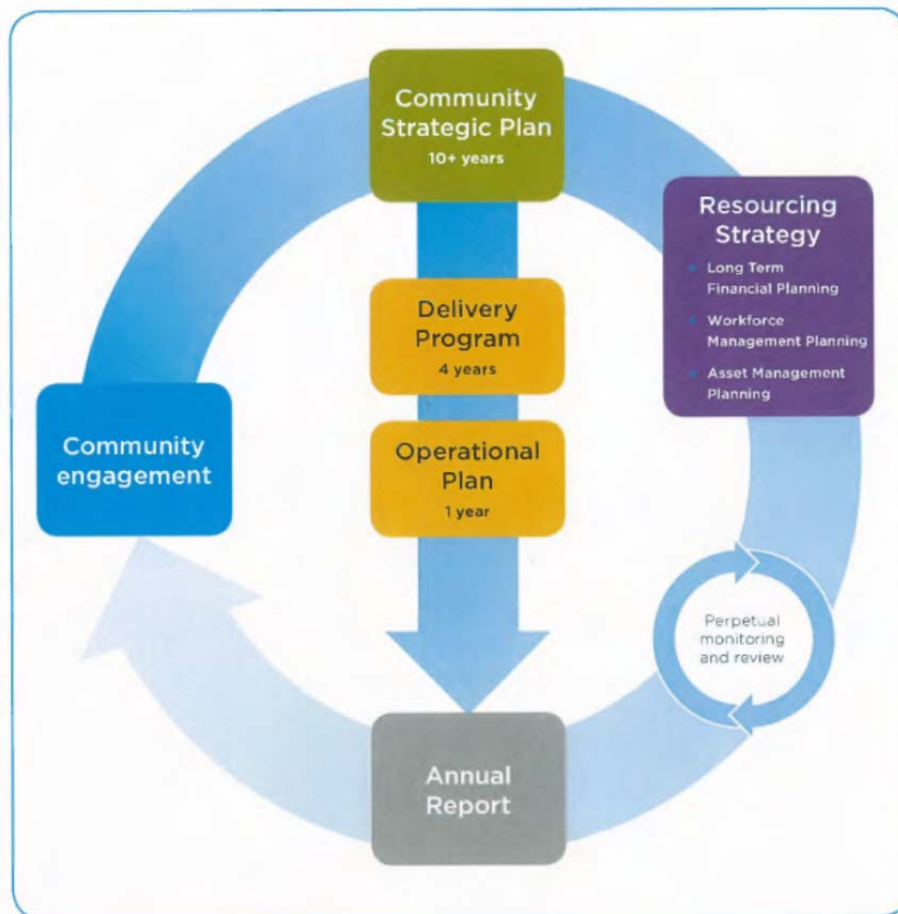 Community
Strategic Plan
10+ years
Resourcing
Strategy
• Long Term
Financial Planning
• Workforce
Management Planning
• Asset Management
Planning
Delivery
Program
4 years
Community
engagement
Operational
Plan
1 year
Perpetual
monitoring
and review
Annual
Report